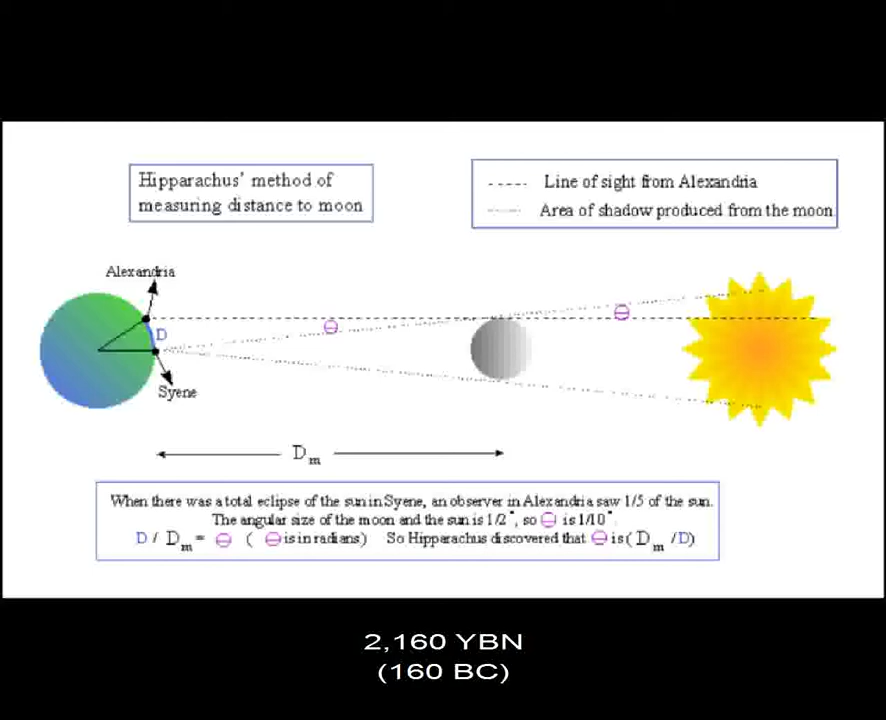 Hipparachus' method of
measuring distance to moon
Line of sight from Alexandria
Area of shadow produced from the moon.
Alexandria
D
Syene
Θ
Θ
Dm
When there was a total eclipse of the sun in Syene, an observer in Alexandria saw 1/5 of the sun.
The angular size of the moon and the sun is 1/2°, so Θ is 1/10°.
D / Dm = Θ ( Θ is in radians) So Hipparachus discovered that Θ is ( Dm / D)
2,160 YBN
(160 BC)